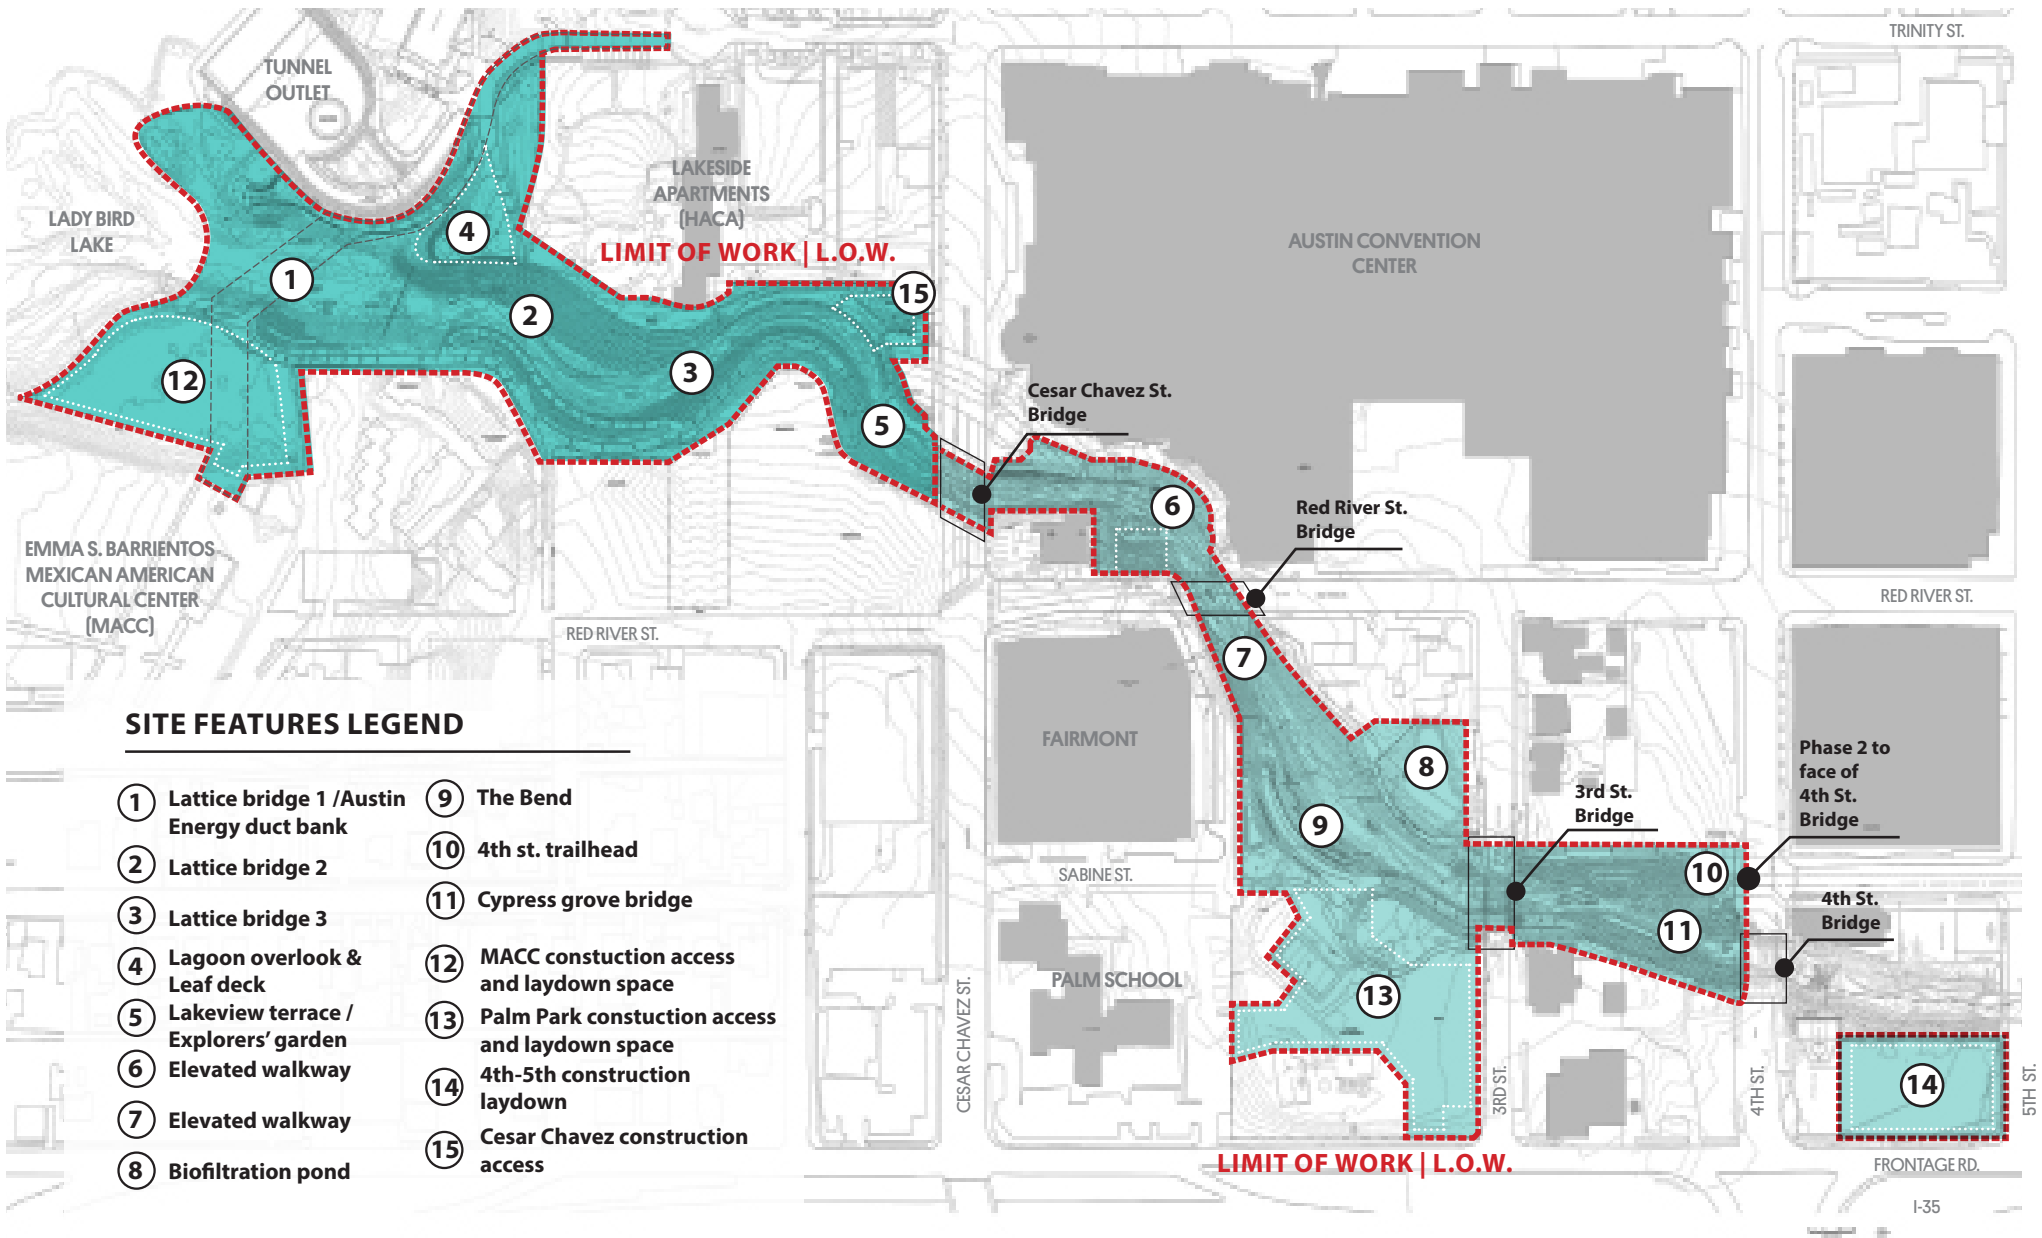 TRINITY ST.
TUNNEL
OUTLET
LADY BIRD
LAKE
LAKESIDE
APARTMENTS
(HACA)
LIMIT OF WORK | L.O.W.
AUSTIN CONVENTION
CENTER
4
1
2
15
3
12
5
Cesar Chavez St.
Bridge
6
Red River St.
Bridge
EMMA S. BARRIENTOS
MEXICAN AMERICAN
CULTURAL CENTER
(MACC)
RED RIVER ST.
RED RIVER ST.
7
FAIRMONT
8
9
Phase 2 to
face of
4th St.
Bridge
3rd St.
Bridge
10
11
4th St.
Bridge
SABINE ST.
PALM SCHOOL
13
CESAR CHAVEZ ST.
3RD ST.
4TH ST.
14
5TH ST.
LIMIT OF WORK | L.O.W.
FRONTAGE RD.
I-35
SITE FEATURES LEGEND
1 Lattice bridge 1 /Austin
Energy duct bank
2 Lattice bridge 2
3 Lattice bridge 3
4 Lagoon overlook &
Leaf deck
5 Lakeview terrace /
Explorers' garden
6 Elevated walkway
7 Elevated walkway
8 Biofiltration pond
9 The Bend
10 4th st. trailhead
11 Cypress grove bridge
12 MACC constuction access
and laydown space
13 Palm Park constuction access
and laydown space
14 4th-5th construction
laydown
15 Cesar Chavez construction
access